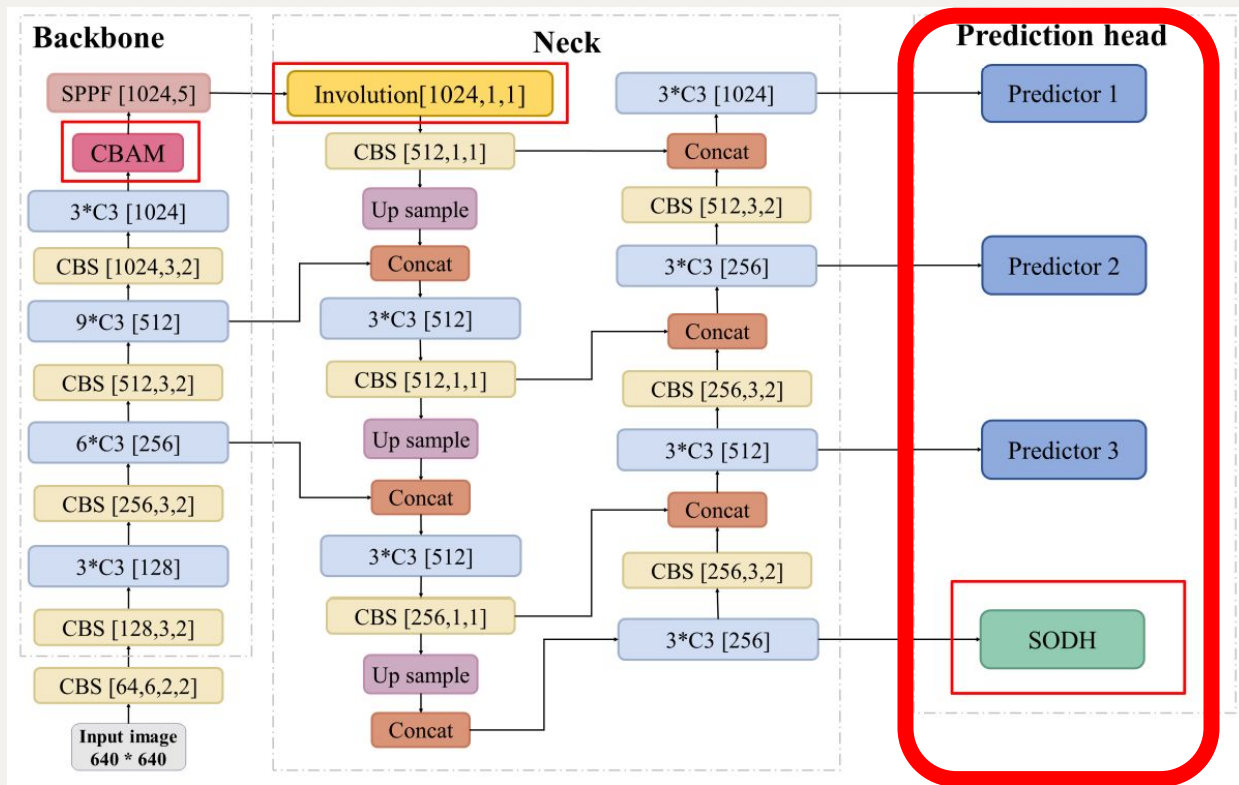 Backbone
SPPF [1024,5]
CBAM
3*C3 [1024]
CBS [1024,3,2]
9*C3 [512]
CBS [512,3,2]
6*C3 [256]
CBS [256,3,2]
3*C3 [128]
CBS [128,3,2]
CBS [64,6,2,2]
Input image
640 * 640
Neck
Involution[1024,1,1]
CBS [512,1,1]
Up sample
Concat
3*C3 [512]
CBS [512,1,1]
Up sample
Concat
3*C3 [512]
CBS [256,1,1]
Up sample
Concat
3*C3 [1024]
Concat
CBS [512,3,2]
3*C3 [256]
Concat
CBS [256,3,2]
3*C3 [512]
Concat
CBS [256,3,2]
3*C3 [256]
Prediction head
Predictor 1
Predictor 2
Predictor 3
SODH